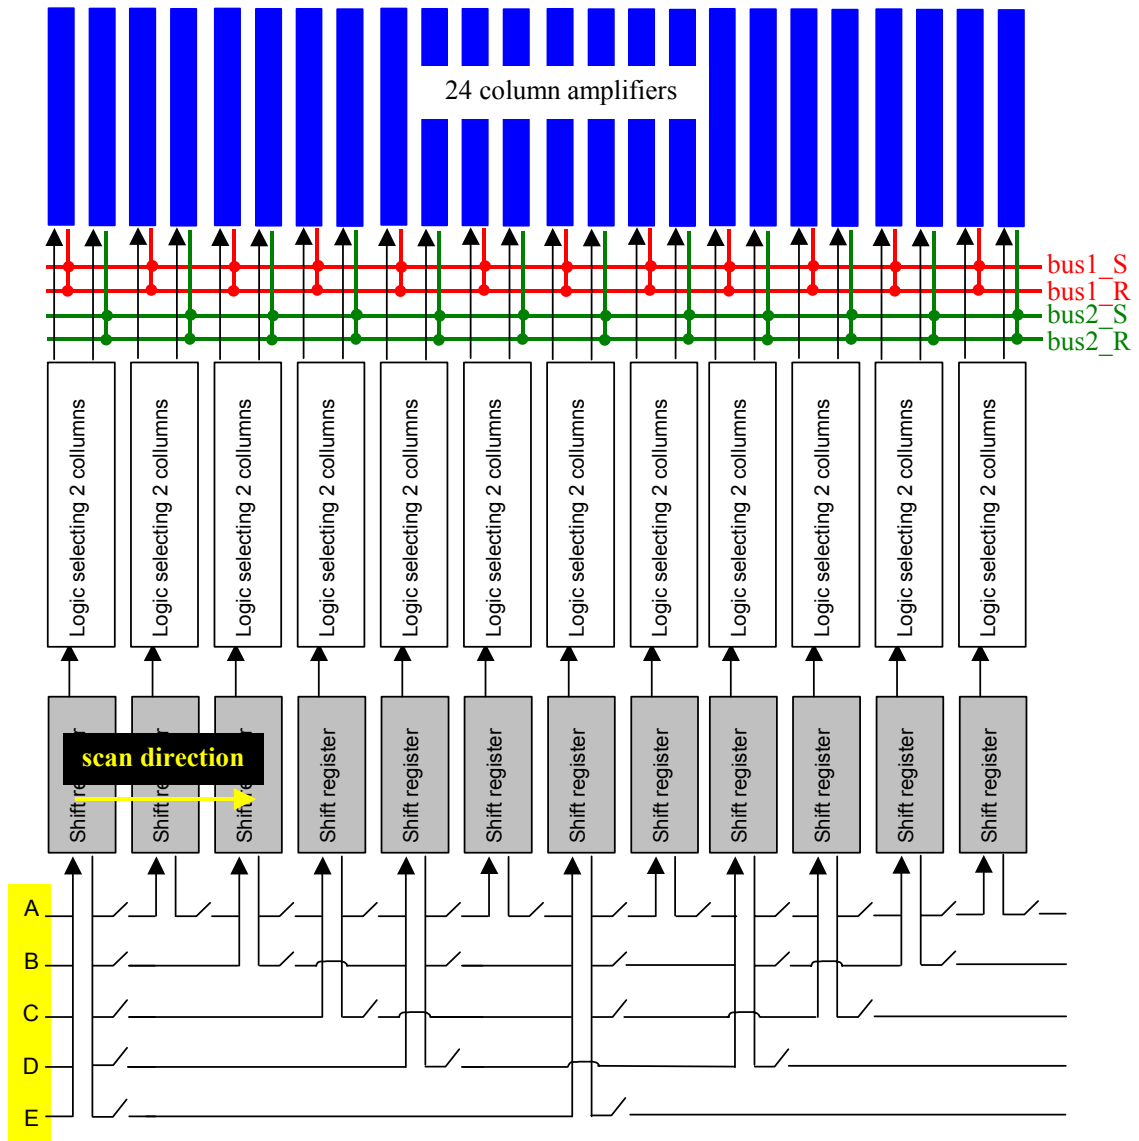 24 column amplifiers
bus1_S
bus1_R
bus2_S
bus2_R
Logic selecting 2 collumns
Logic selecting 2 collumns
Logic selecting 2 collumns
Logic selecting 2 collumns
Logic selecting 2 collumns
Logic selecting 2 collumns
Logic selecting 2 collumns
Logic selecting 2 collumns
Logic selecting 2 collumns
Logic selecting 2 collumns
Logic selecting 2 collumns
Logic selecting 2 collumns
scan direction
Shift register
Shift register
Shift register
Shift register
Shift register
Shift register
Shift register
Shift register
Shift register
A
B
C
D
E